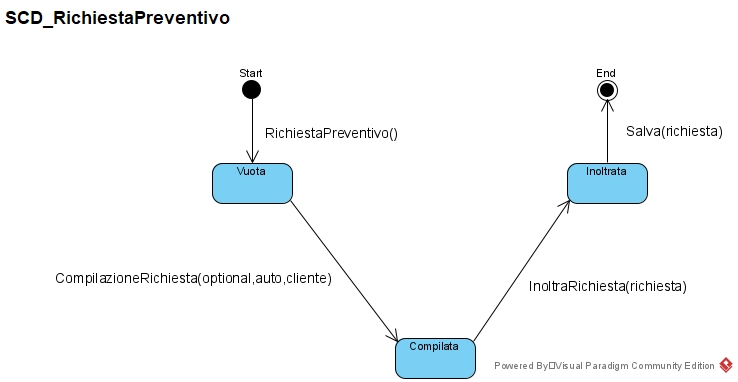 SCD_RichiestaPreventivo
Start
End
RichiestaPreventivo()
Salva(richiesta)
Vuota
Inoltrata
CompilazioneRichiesta(optional,auto,cliente)
InoltraRichiesta(richiesta)
Compilata
Powered By□Visual Paradigm Community Edition